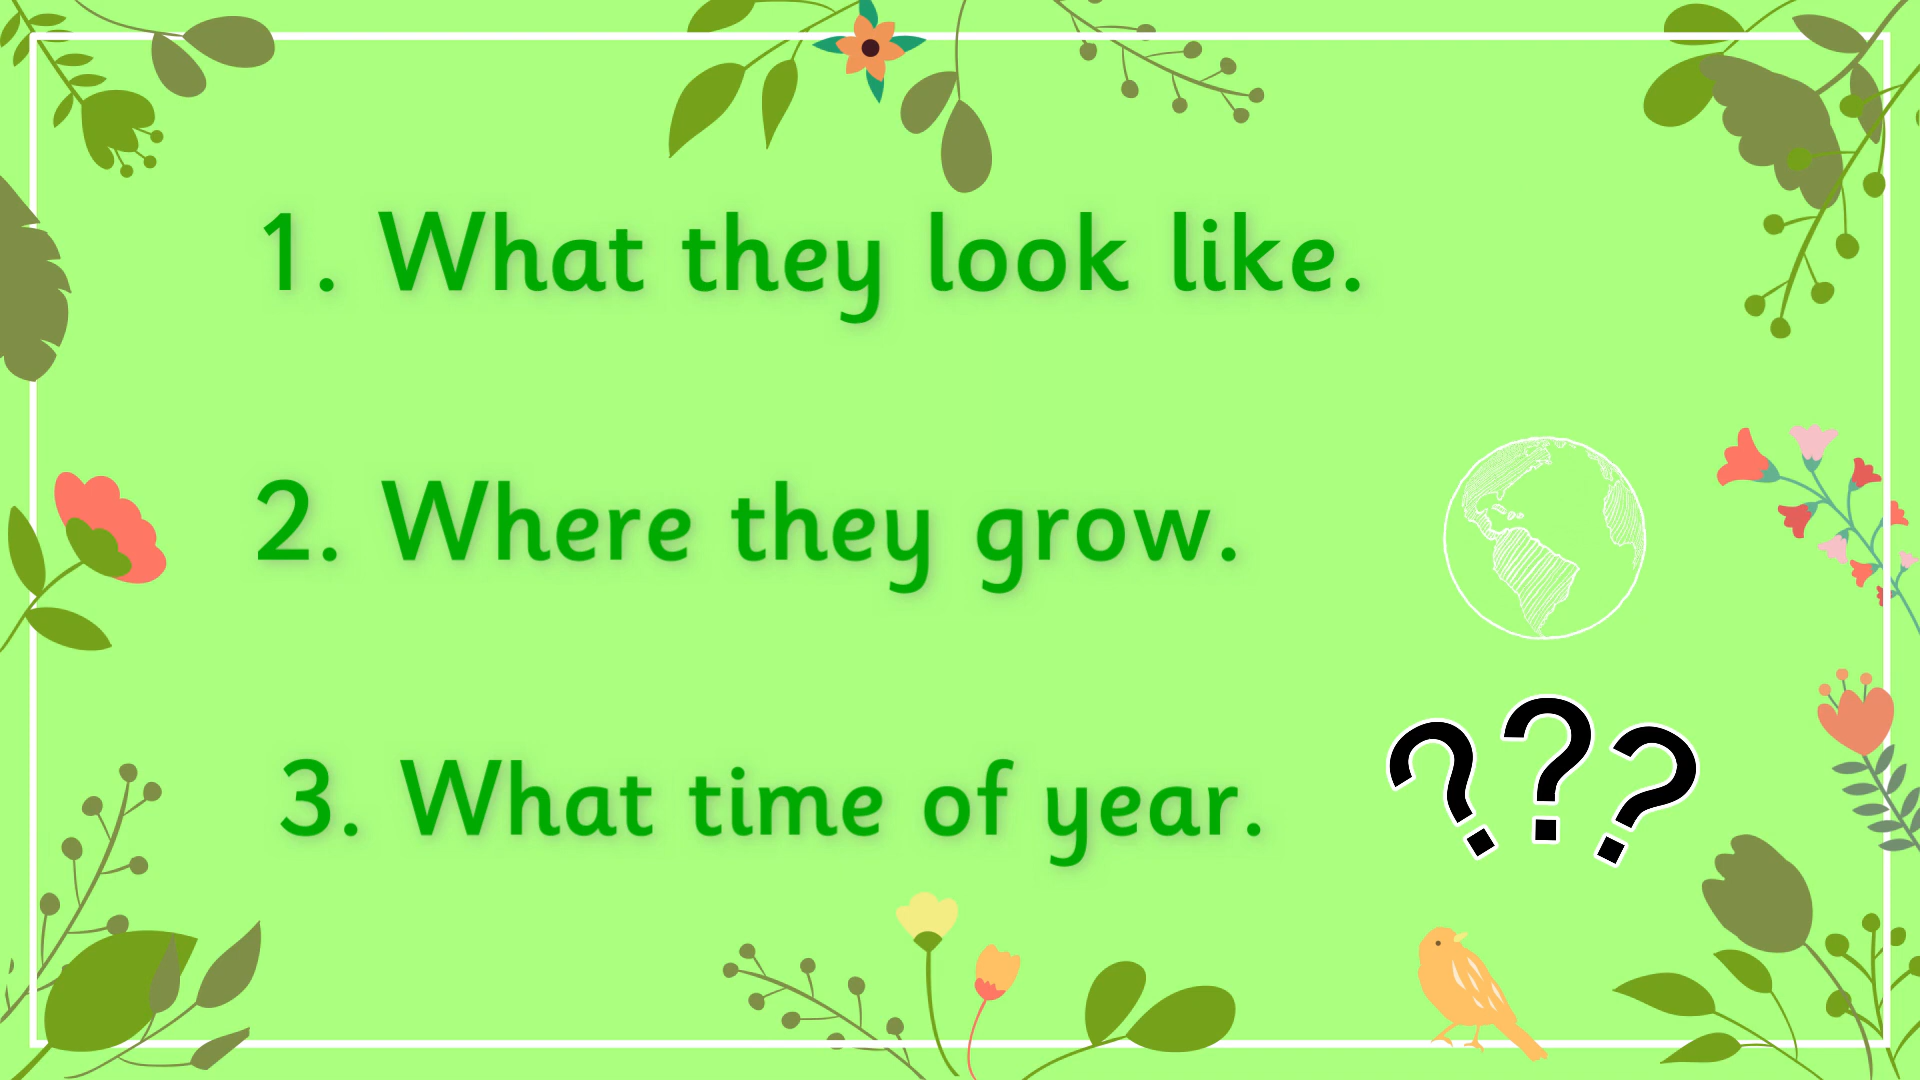 1. What they look like.
2. Where they grow.
3. What time of year.
???